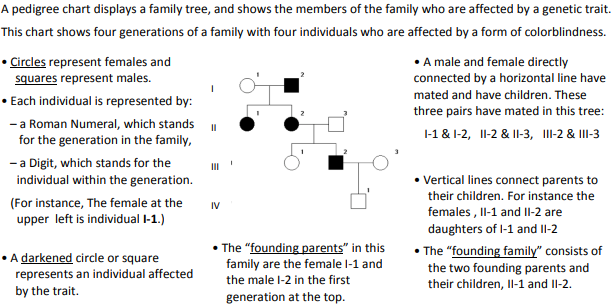 A pedigree chart displays a family tree, and shows the members of the family who are affected by a genetic trait.
This chart shows four generations of a family with four individuals who are affected by a form of colorblindness.
• Circles represent females and
squares represent males.
• Each individual is represented by:
– a Roman Numeral, which stands
for the generation in the family,
– a Digit, which stands for the
individual within the generation.
(For instance, The female at the
upper left is individual I-1.)
• A darkened circle or square
represents an individual affected
by the trait.
1 2
I
1 2 3
II
1 2 3
III I
1
IV
• The “founding parents” in this
family are the female I-1 and
the male I-2 in the first
generation at the top.
• A male and female directly
connected by a horizontal line have
mated and have children. These
three pairs have mated in this tree:
I-1 & I-2, II-2 & II-3, III-2 & III-3
• Vertical lines connect parents to
their children. For instance the
females , II-1 and II-2 are
daughters of I-1 and II-2
• The “founding family” consists of
the two founding parents and
their children, II-1 and II-2.